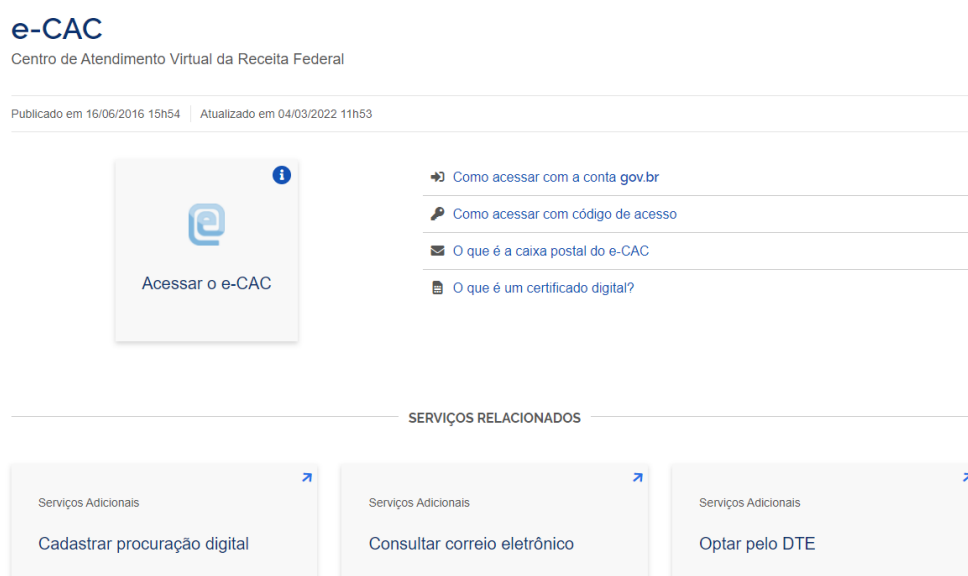 e-CAC
Centro de Atendimento Virtual da Receita Federal
Publicado em 16/06/2016 15h54 Atualizado em 04/03/2022 11h53
Acessar o e-CAC
Como acessar com a conta gov.br
Como acessar com código de acesso
O que é a caixa postal do e-CAC
O que é um certificado digital?
SERVIÇOS RELACIONADOS
Serviços Adicionais
Cadastrar procuração digital
Serviços Adicionais
Consultar correio eletrônico
Serviços Adicionais
Optar pelo DTE